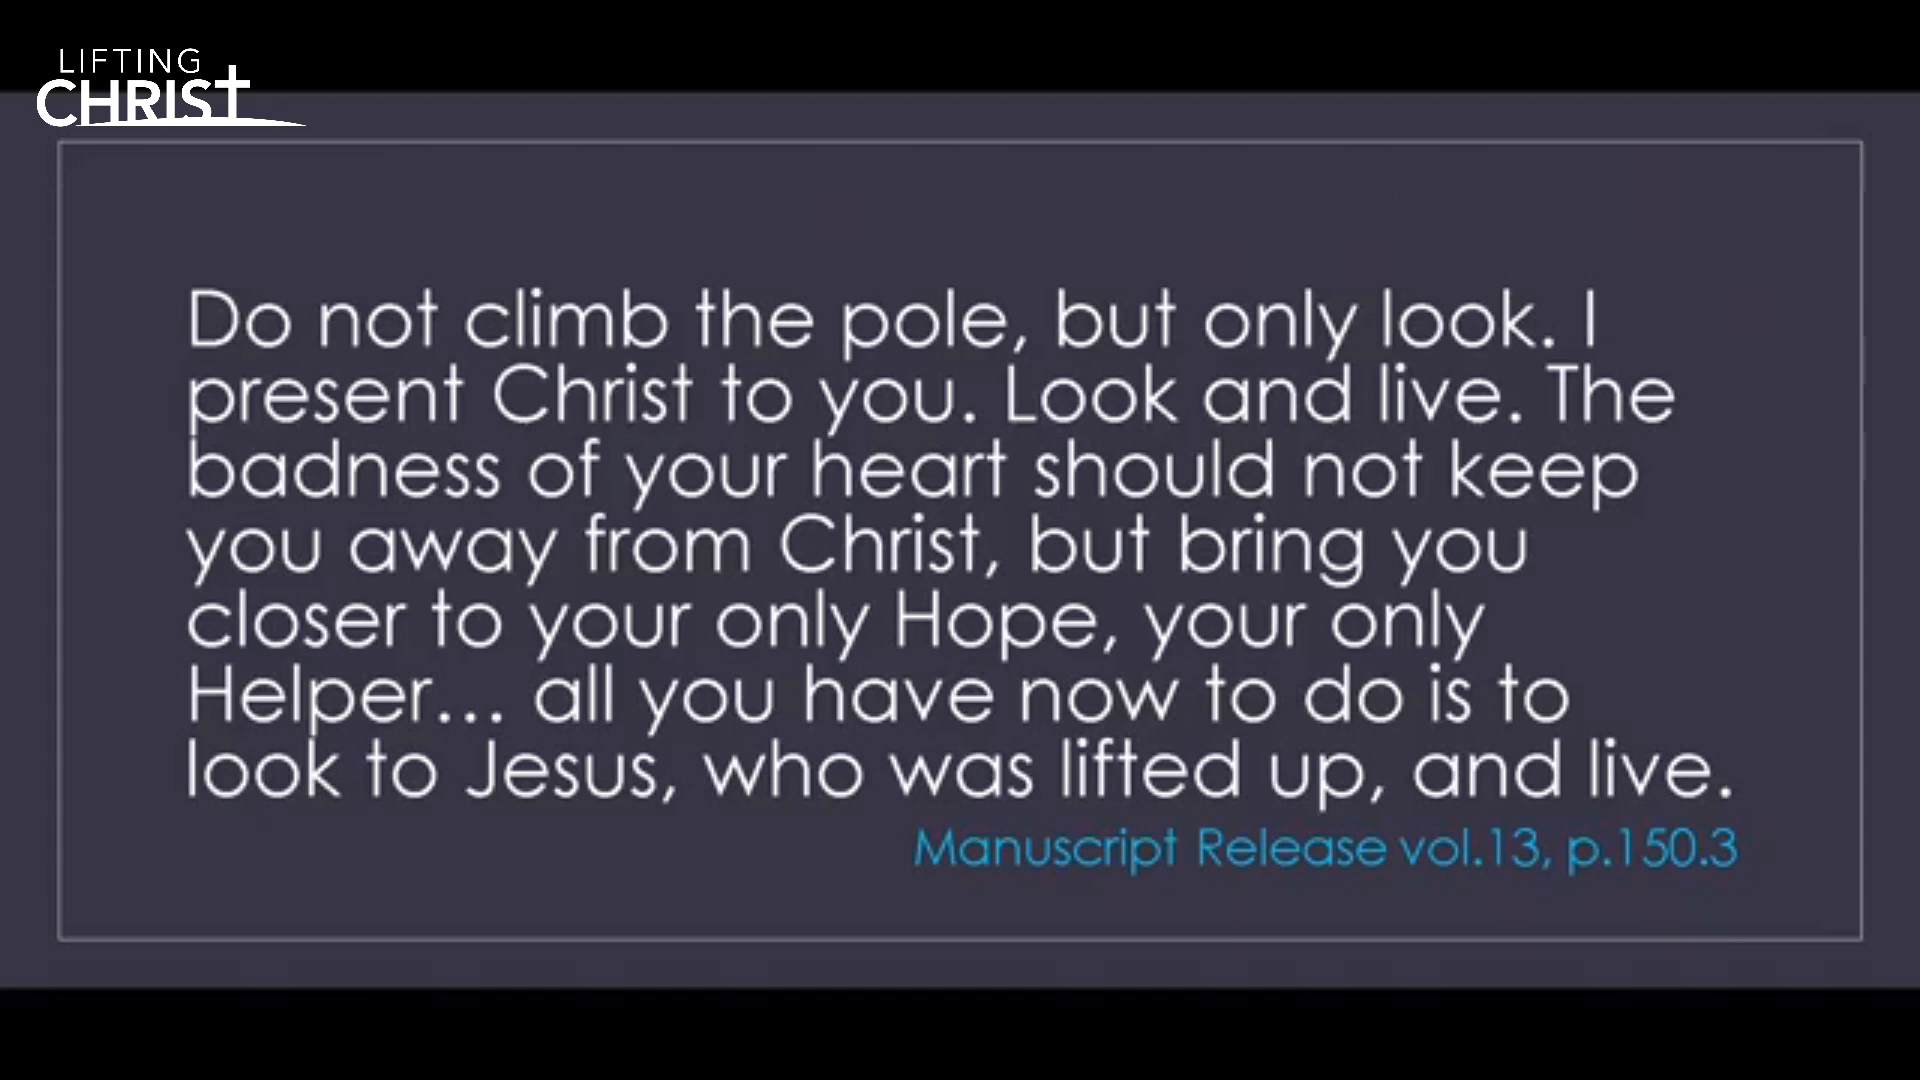 LIFTING
CHRIST
Do not climb the pole, but only look. I
present Christ to you. Look and live. The
badness of your heart should not keep
you away from Christ, but bring you
closer to your only Hope, your only
Helper... all you have now to do is to
look to Jesus, who was lifted up, and live.
Manuscript Release vol.13, p.150.3